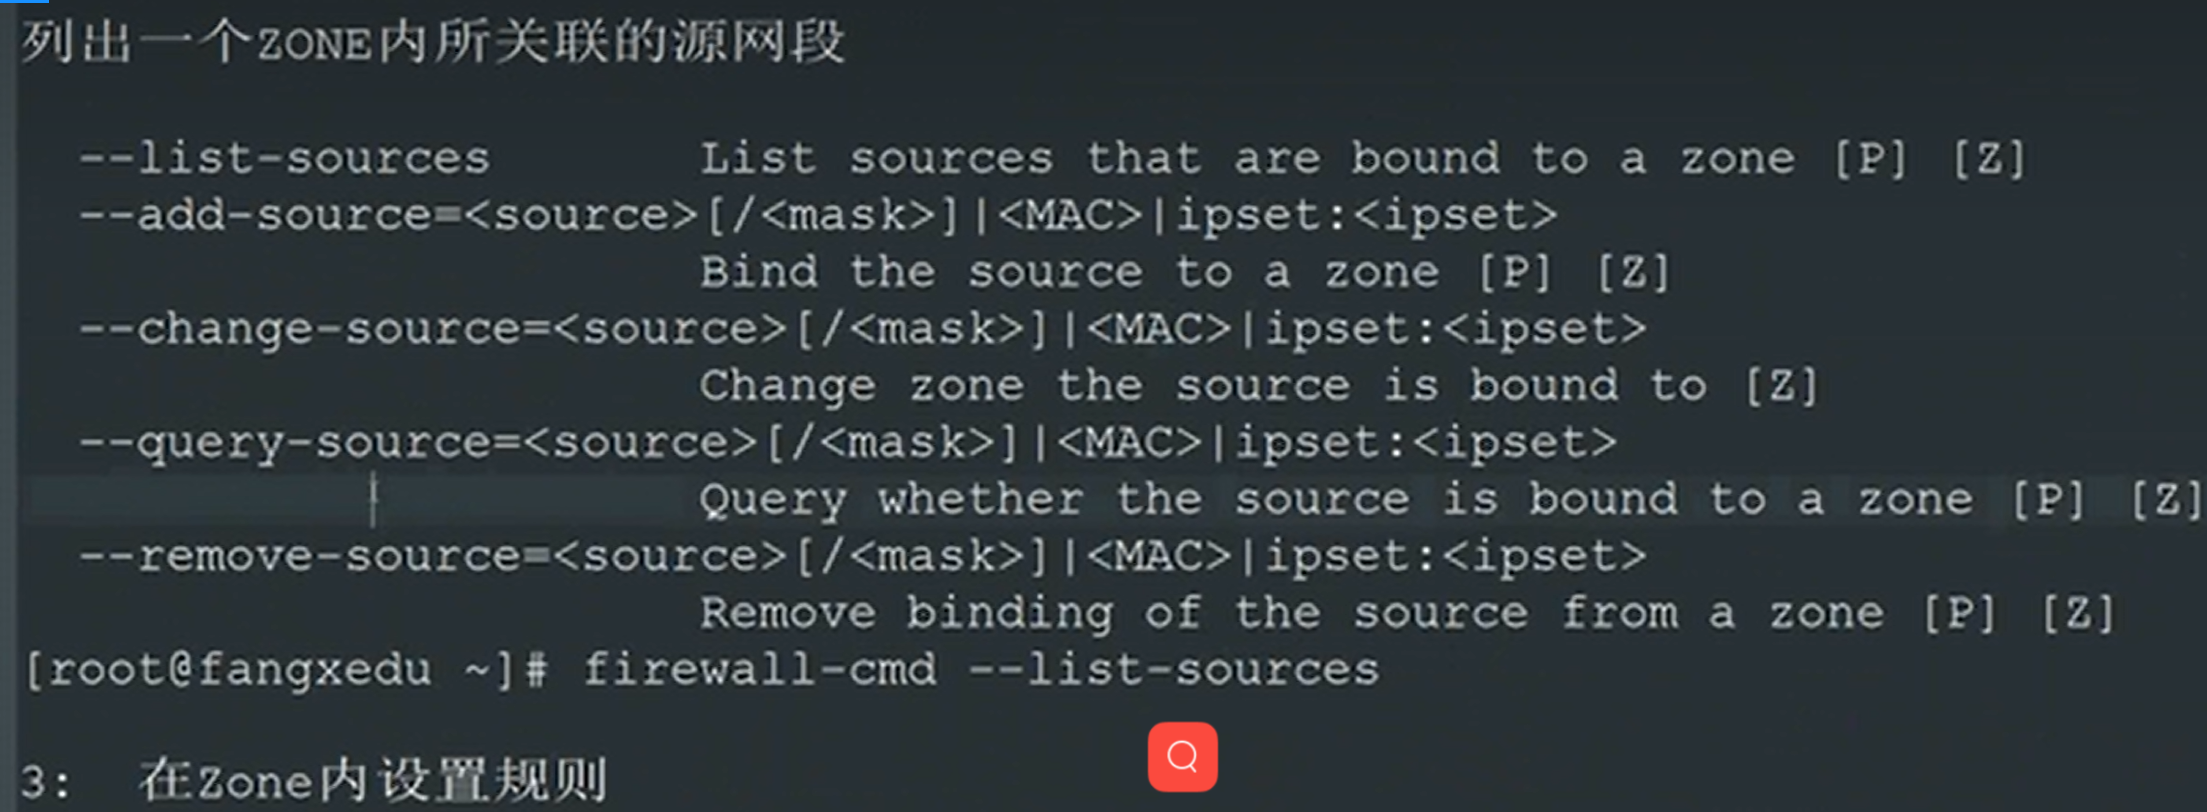 列出一个ZONE内所关联的源网段
--list-sources List sources that are bound to a zone [P] [Z]
--add-source=<source>[/<mask>]|<MAC>|ipset:<ipset>
Bind the source to a zone [P] [Z]
--change-source=<source>[/<mask>]|<MAC>|ipset:<ipset>
Change zone the source is bound to [Z]
--query-source=<source>[/<mask>]|<MAC>|ipset:<ipset>
Query whether the source is bound to a zone [P] [Z]
--remove-source=<source>[/<mask>]|<MAC>|ipset:<ipset>
Remove binding of the source from a zone [P] [Z]
[root@fangxedu ~]# firewall-cmd --list-sources
3: 在Zone内设置规则